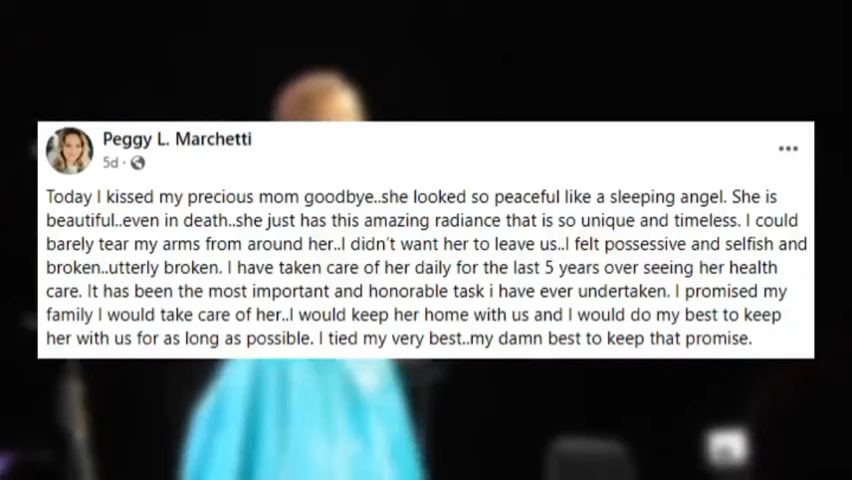 Peggy L. Marchetti
5d ·
Today I kissed my precious mom goodbye..she looked so peaceful like a sleeping angel. She is
beautiful..even in death..she just has this amazing radiance that is so unique and timeless. I could
barely tear my arms from around her..I didn't want her to leave us..I felt possessive and selfish and
broken..utterly broken. I have taken care of her daily for the last 5 years over seeing her health
care. It has been the most important and honorable task i have ever undertaken. I promised my
family I would take care of her..I would keep her home with us and I would do my best to keep
her with us for as long as possible. I tied my very best..my damn best to keep that promise.